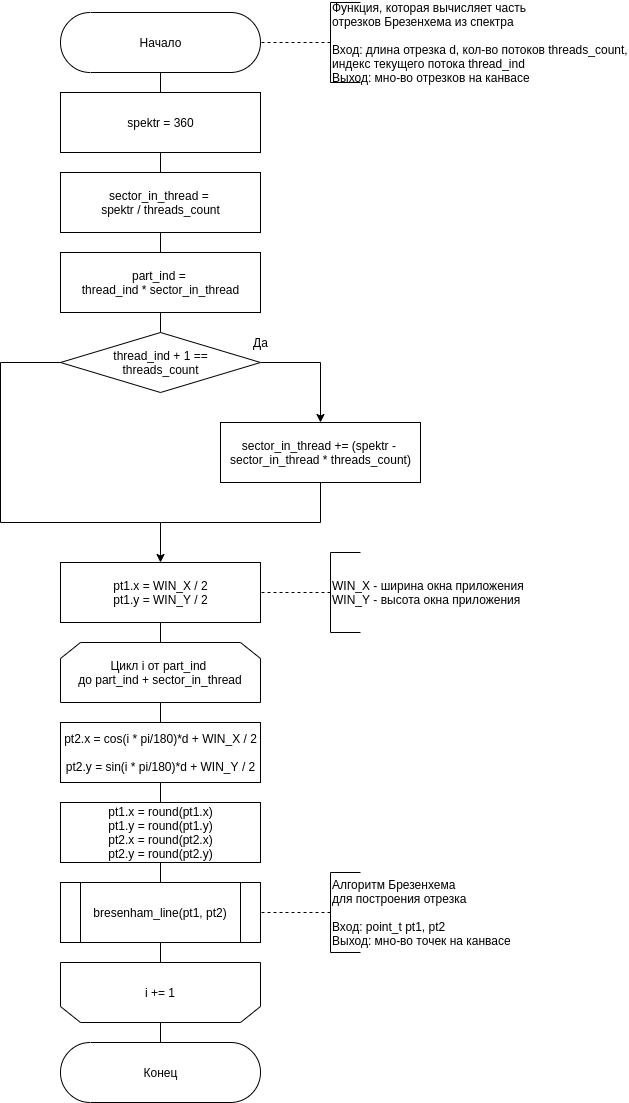 Начало
Функция, которая вычисляет часть
отрезков Брезенхема из спектра
Вход: длина отрезка d, кол-во потоков threads_count,
индекс текущего потока thread_ind
Выход: мно-во отрезков на канвасе
spektr = 360
sector_in_thread =
spektr / threads_count
part_ind =
thread_ind * sector_in_thread
Да
thread_ind + 1 ==
threads_count
sector_in_thread += (spektr -
sector_in_thread * threads_count)
pt1.x = WIN_X / 2
pt1.y = WIN_Y / 2
WIN_X - ширина окна приложения
WIN_Y - высота окна приложения
Цикл i от part_ind
до part_ind + sector_in_thread
pt2.x = cos(i * pi/180)*d + WIN_X / 2
pt2.y = sin(i * pi/180)*d + WIN_Y / 2
pt1.x = round(pt1.x)
pt1.y = round(pt1.y)
pt2.x = round(pt2.x)
pt2.y = round(pt2.y)
bresenham_line(pt1, pt2)
Алгоритм Брезенхема
для построения отрезка
Вход: point_t pt1, pt2
Выход: мно-во точек на канвасе
i += 1
Конец